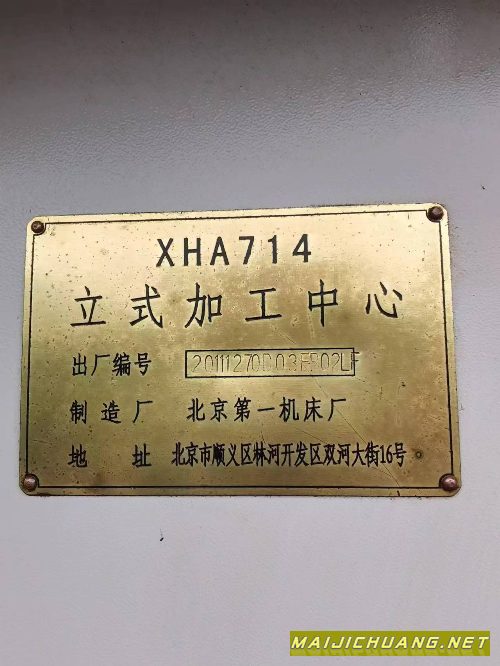 XHA714
立式加工中心
出厂编号 20111270D03FB02LF
制造厂 北京第一机床厂
地址 北京市顺义区林河开发区双河大街16号
MAIJICHUANG.NET